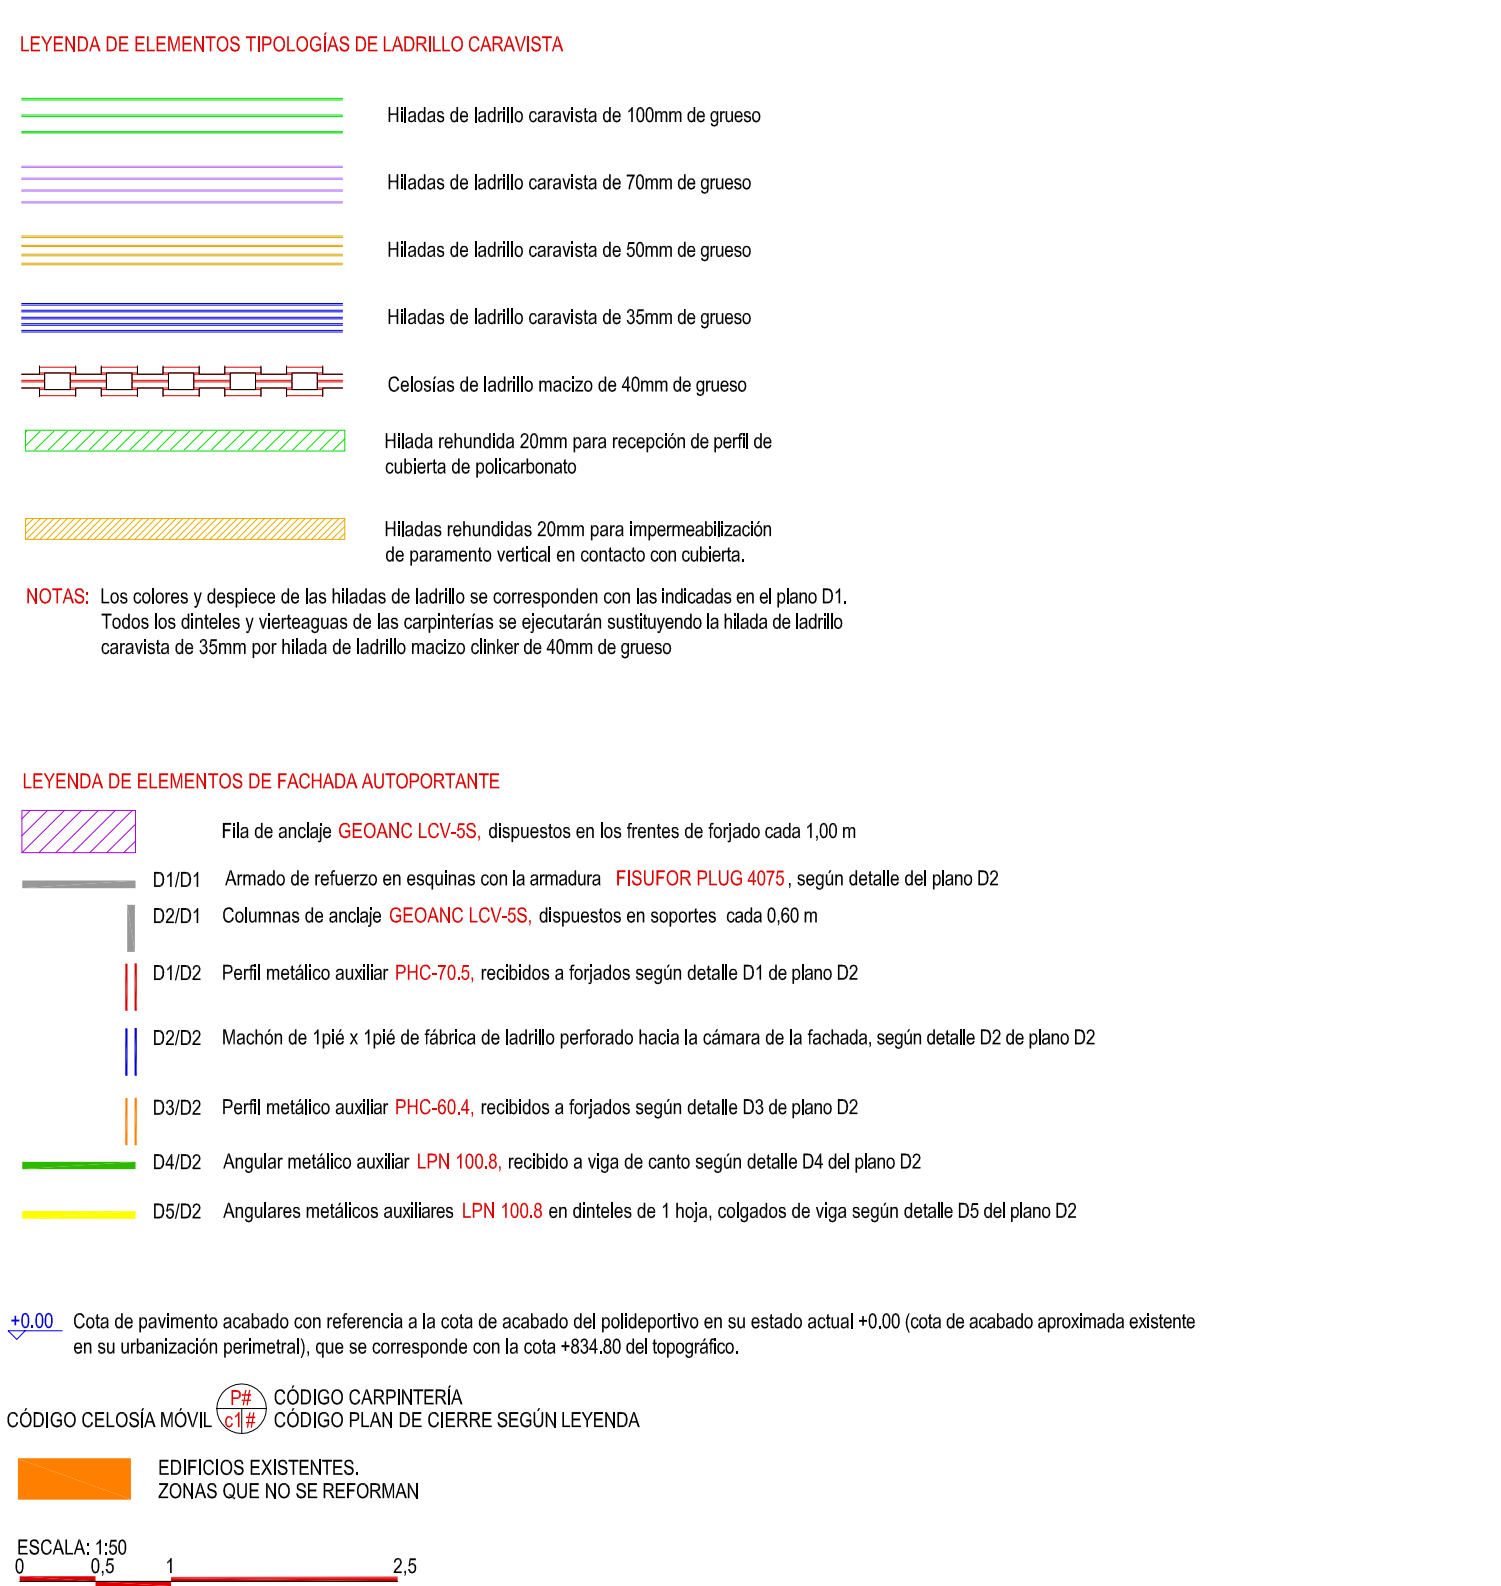 LEYENDA DE ELEMENTOS TIPOLOGÍAS DE LADRILLO CARAVISTA
Hiladas de ladrillo caravista de 100mm de grueso
Hiladas de ladrillo caravista de 70mm de grueso
Hiladas de ladrillo caravista de 50mm de grueso
Hiladas de ladrillo caravista de 35mm de grueso
Celosías de ladrillo macizo de 40mm de grueso
Hilada rehundida 20mm para recepción de perfil de
cubierta de policarbonato
Hiladas rehundidas 20mm para impermeabilización
de paramento vertical en contacto con cubierta.
NOTAS: Los colores y despiece de las hiladas de ladrillo se corresponden con las indicadas en el plano D1.
Todos los dinteles y vierteaguas de las carpinterías se ejecutarán sustituyendo la hilada de ladrillo
caravista de 35mm por hilada de ladrillo macizo clinker de 40mm de grueso
LEYENDA DE ELEMENTOS DE FACHADA AUTOPORTANTE
Fila de anclaje GEOANC LCV-5S, dispuestos en los frentes de forjado cada 1,00 m
D1/D1 Armado de refuerzo en esquinas con la armadura FISUFOR PLUG 4075, según detalle del plano D2
D2/D1 Columnas de anclaje GEOANC LCV-5S, dispuestos en soportes cada 0,60 m
D1/D2 Perfil metálico auxiliar PHC-70.5, recibidos a forjados según detalle D1 de plano D2
D2/D2 Machón de 1pié x 1pié de fábrica de ladrillo perforado hacia la cámara de la fachada, según detalle D2 de plano D2
D3/D2 Perfil metálico auxiliar PHC-60.4, recibidos a forjados según detalle D3 de plano D2
D4/D2 Angular metálico auxiliar LPN 100.8, recibido a viga de canto según detalle D4 del plano D2
D5/D2 Angulares metálicos auxiliares LPN 100.8 en dinteles de 1 hoja, colgados de viga según detalle D5 del plano D2
+0.00 Cota de pavimento acabado con referencia a la cota de acabado del polideportivo en su estado actual +0.00 (cota de acabado aproximada existente
en su urbanización perimetral), que se corresponde con la cota +834.80 del topográfico.
P# CÓDIGO CARPINTERÍA
CÓDIGO CELOSÍA MÓVIL c1 # CÓDIGO PLAN DE CIERRE SEGÚN LEYENDA
EDIFICIOS EXISTENTES.
ZONAS QUE NO SE REFORMAN
ESCALA: 1:50
0 0,5 1 2,5